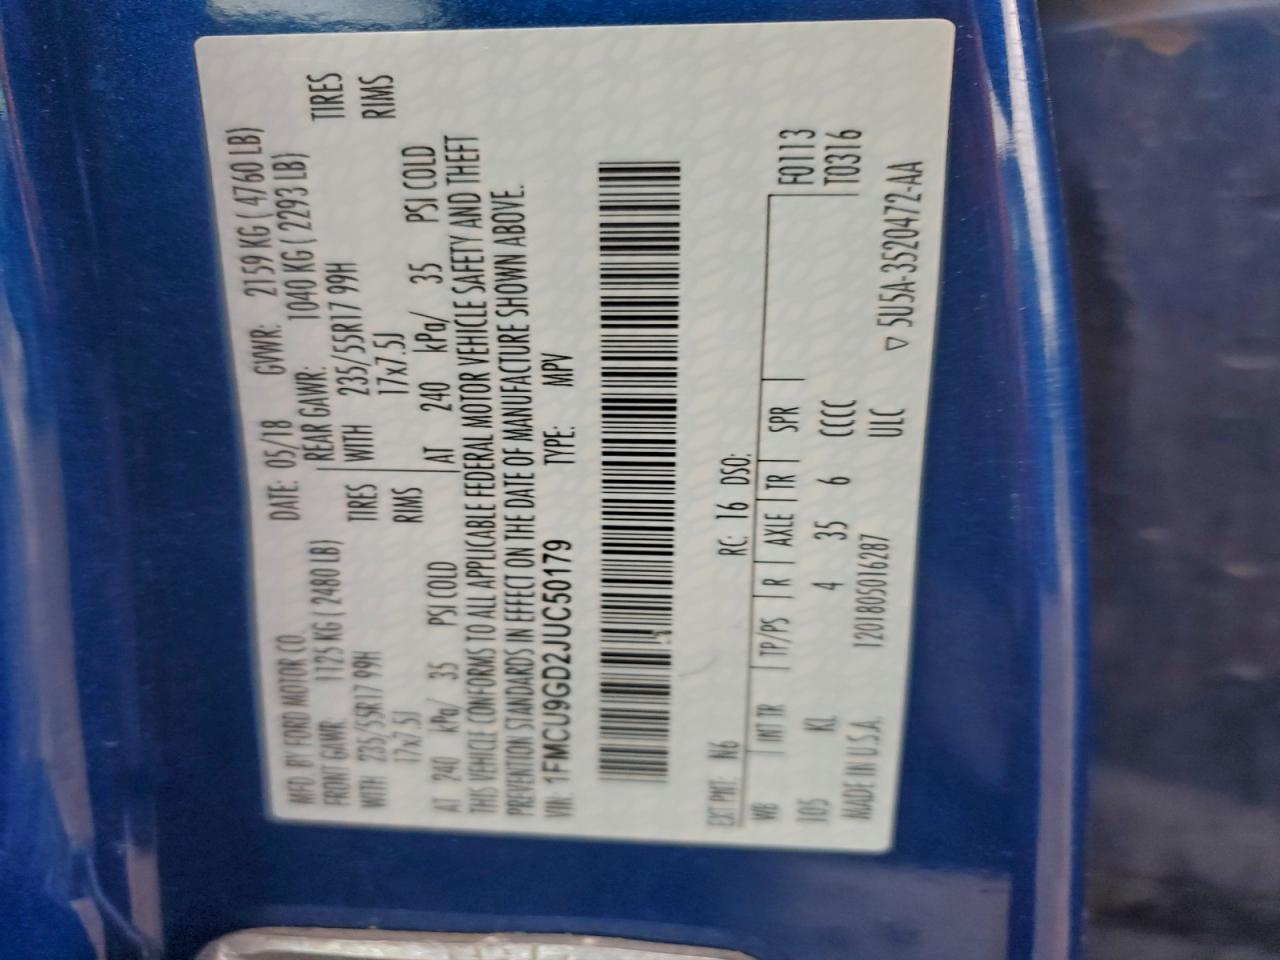 MFD. BY FORD MOTOR CO. DATE: 05/18 GVWR: 2159 KG ( 4760 LB)
FRONT GAWR: 1125 KG ( 2480 LB) REAR GAWR: 1040 KG ( 2293 LB)
WITH 235/55R17 99H TIRES WITH 235/55R17 99H TIRES
17x7.5J RIMS 17x7.5J RIMS
AT 240 kPa/ 35 PSI COLD AT 240 kPa/ 35 PSI COLD
THIS VEHICLE CONFORMS TO ALL APPLICABLE FEDERAL MOTOR VEHICLE SAFETY AND THEFT
PREVENTION STANDARDS IN EFFECT ON THE DATE OF MANUFACTURE SHOWN ABOVE.
VIN: 1FMCU9GD2JUC50179 TYPE: MPV
EXT PNT: N6 RC: 16 DSO:
WB INT TR TP/PS R AXLE TR SPR F0113
105 KL 4 35 6 CCCC T0316
MADE IN U.S.A. 1201805016287 ULC
▽ 5U5A-3520472-AA